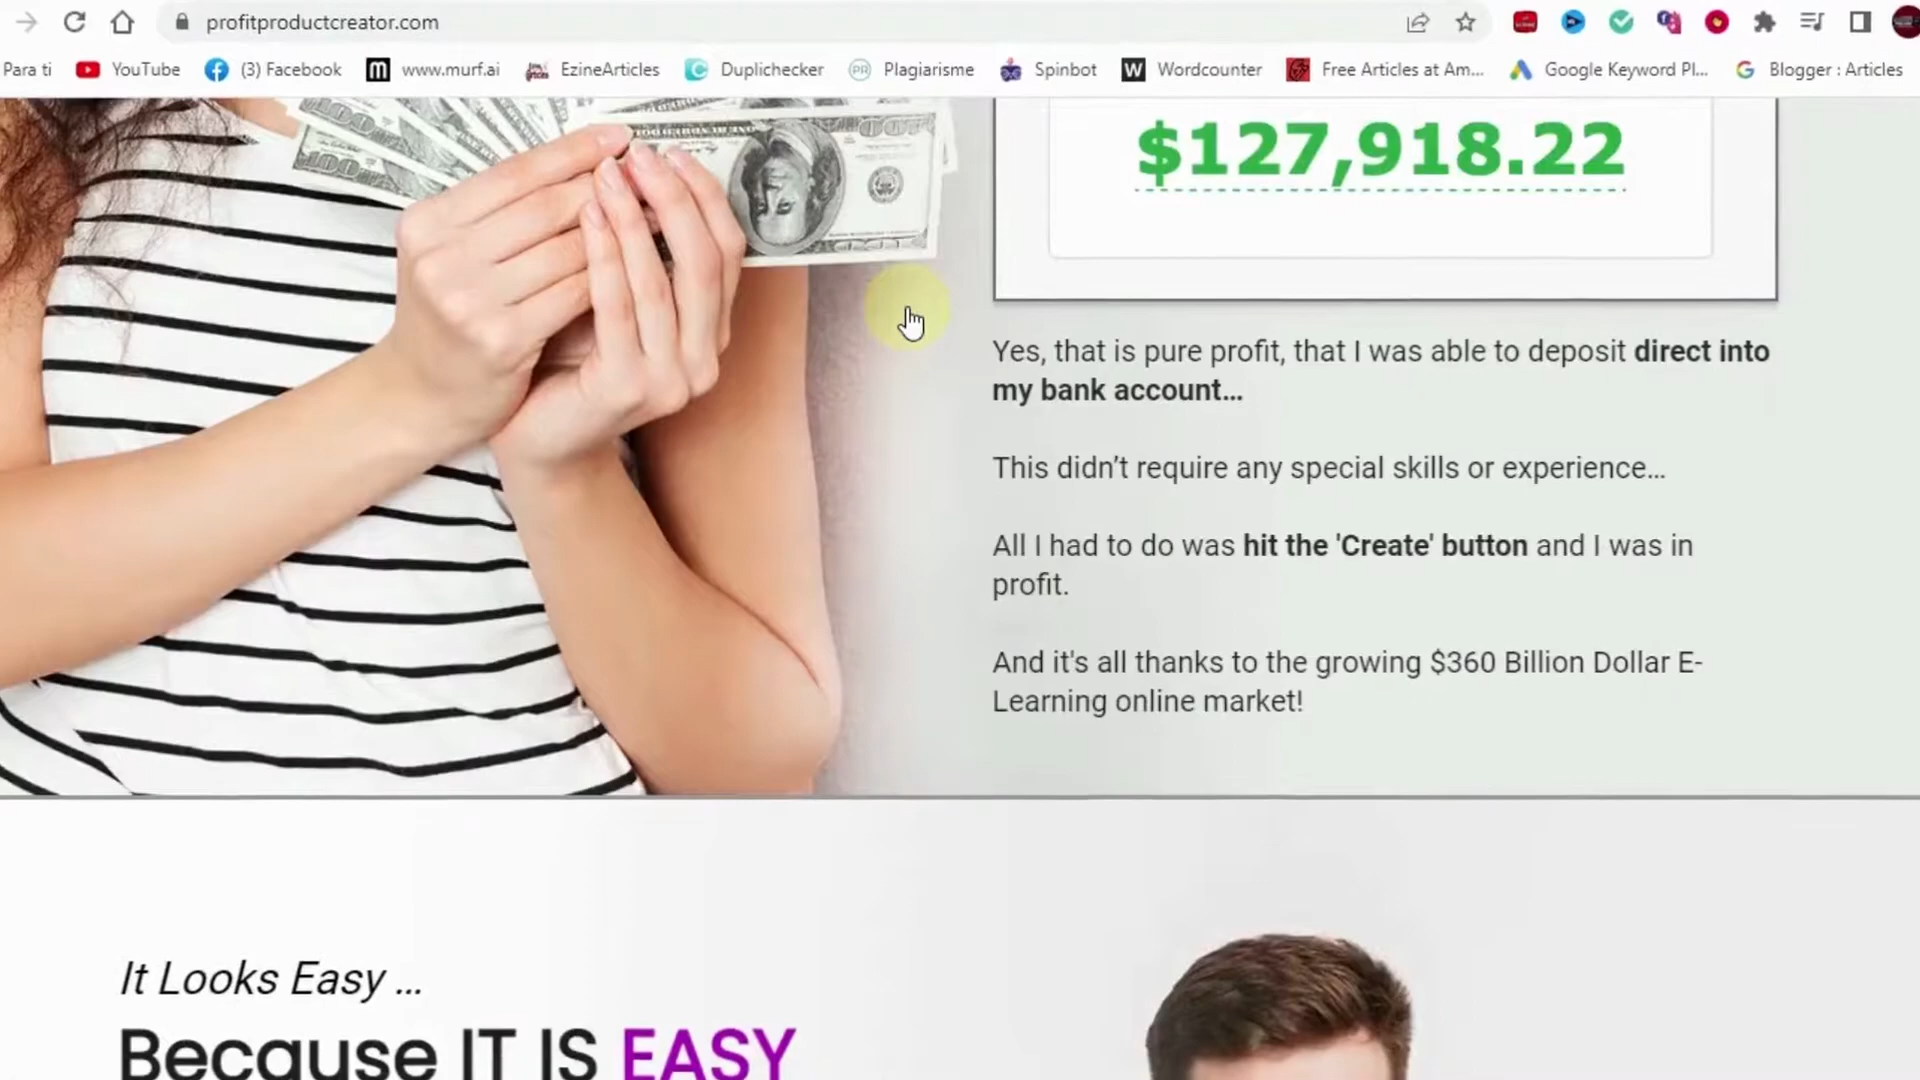 profitproductcreator.com
Para ti YouTube (3) Facebook www.murf.ai EzineArticles Duplichecker Plagiarisme Spinbot Wordcounter Free Articles at Am... Google Keyword Pl... Blogger : Articles
$127,918.22
Yes, that is pure profit, that I was able to deposit direct into
my bank account...
This didn’t require any special skills or experience...
All I had to do was hit the 'Create' button and I was in
profit.
And it's all thanks to the growing $360 Billion Dollar E-
Learning online market!
It Looks Easy ...
Because IT IS EASY